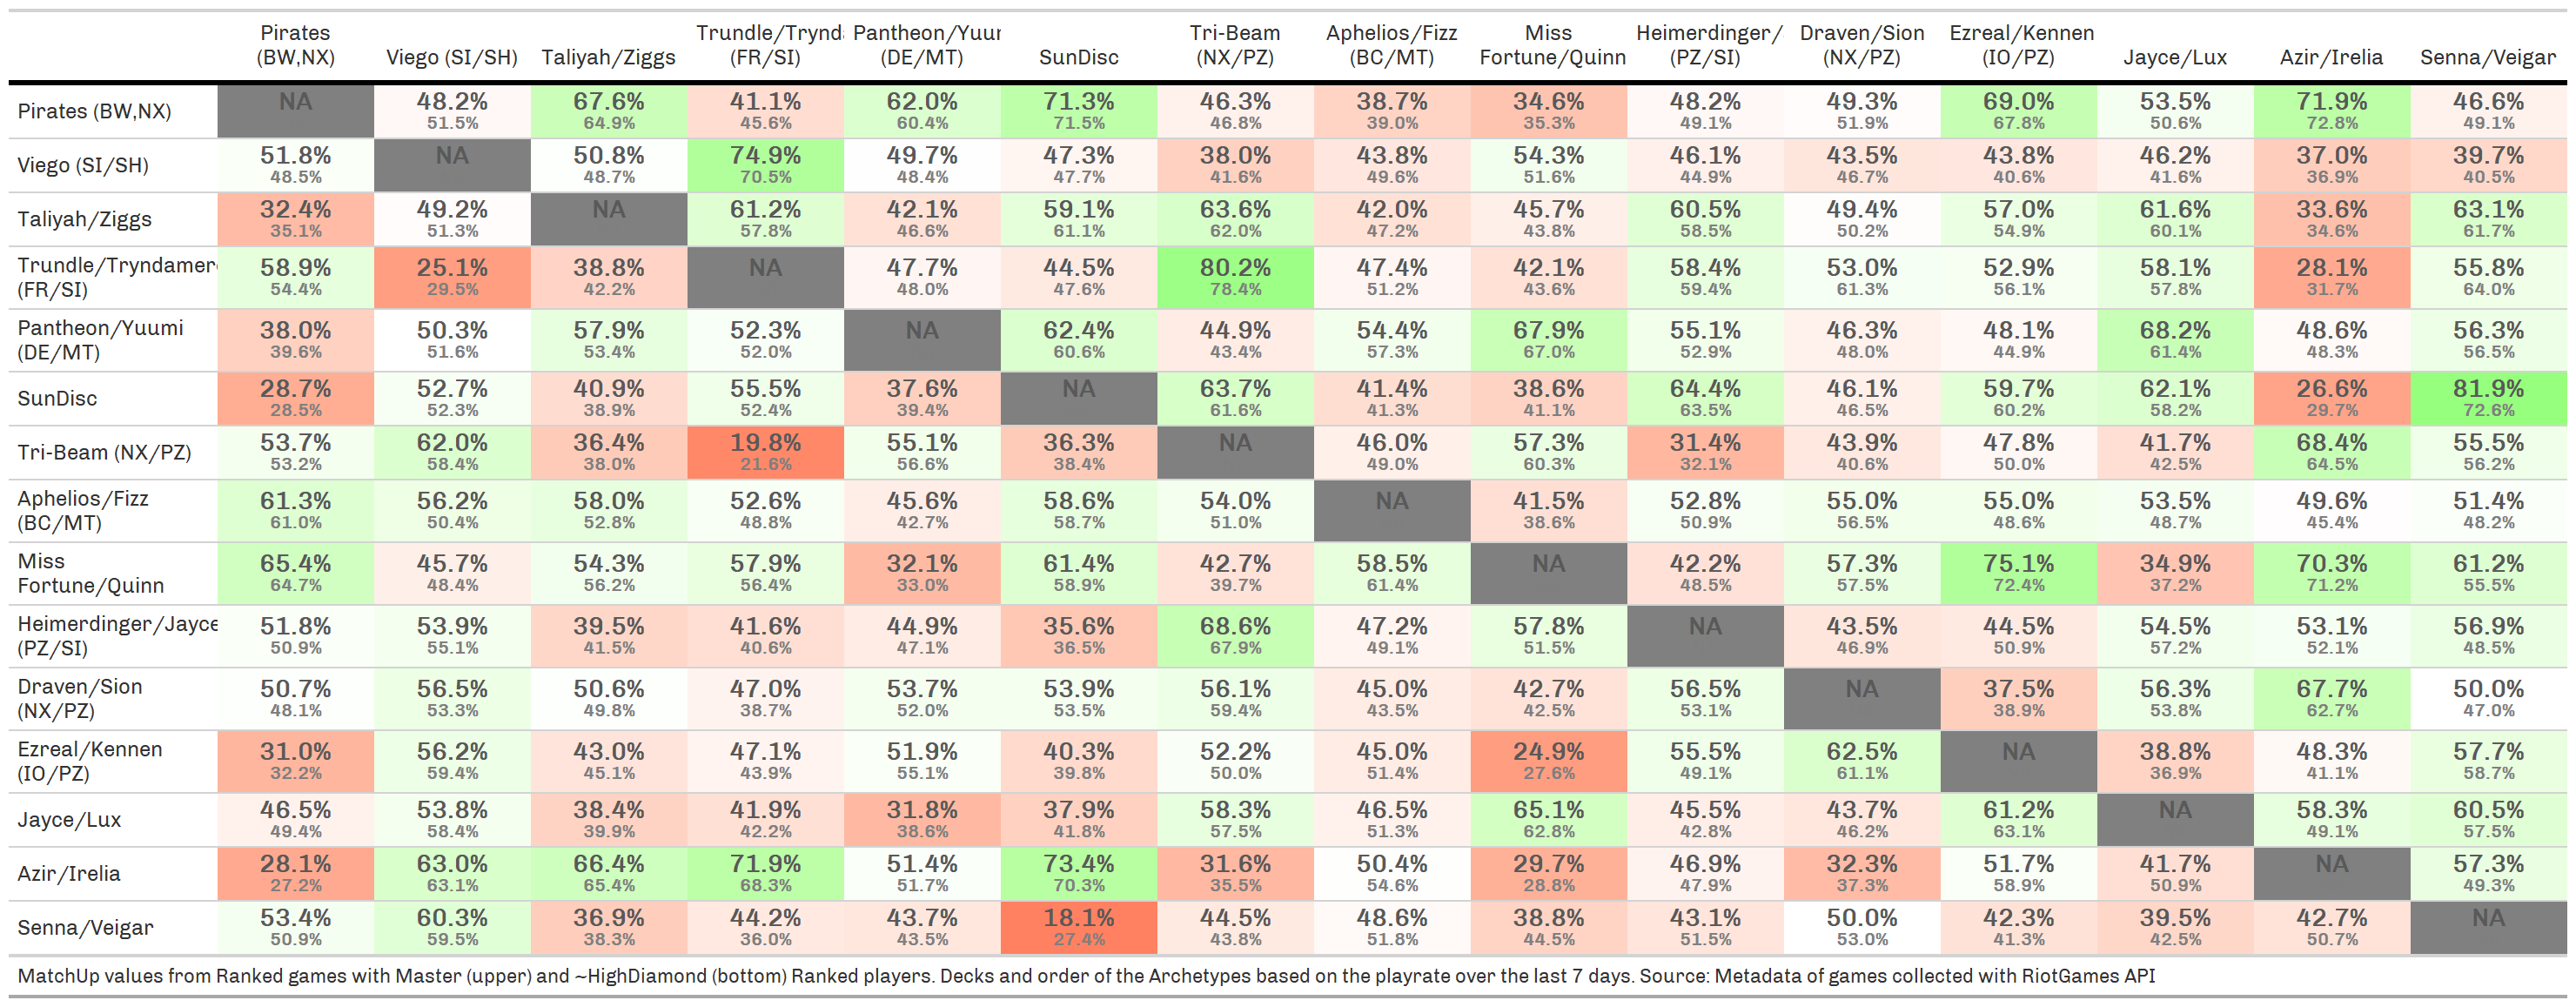 Pirates (BW,NX) Viego (SI/SH) Taliyah/Ziggs Trundle/Trynd (FR/SI) Pantheon/Yuur (DE/MT) SunDisc Tri-Beam (NX/PZ) Aphelios/Fizz (BC/MT) Miss Fortune/Quinn Heimerdinger/ (PZ/SI) Draven/Sion (NX/PZ) Ezreal/Kennen (IO/PZ) Jayce/Lux Azir/Irelia Senna/Veigar
Pirates (BW,NX) NA 48.2% 67.6% 41.1% 62.0% 71.3% 46.3% 38.7% 34.6% 48.2% 49.3% 69.0% 53.5% 71.9% 46.6%
51.5% 64.9% 45.6% 60.4% 71.5% 46.8% 39.0% 35.3% 49.1% 51.9% 67.8% 50.6% 72.8% 49.1%
Viego (SI/SH) 51.8% NA 50.8% 74.9% 49.7% 47.3% 38.0% 43.8% 54.3% 46.1% 43.5% 43.8% 46.2% 37.0% 39.7%
48.5% 48.7% 70.5% 48.4% 47.7% 41.6% 49.6% 51.6% 44.9% 46.7% 40.6% 41.6% 36.9% 40.5%
Taliyah/Ziggs 32.4% 49.2% NA 61.2% 42.1% 59.1% 63.6% 42.0% 45.7% 60.5% 49.4% 57.0% 61.6% 33.6% 63.1%
35.1% 51.3% 57.8% 46.6% 61.1% 62.0% 47.2% 43.8% 58.5% 50.2% 54.9% 60.1% 34.6% 61.7%
Trundle/Tryndamer 58.9% 25.1% 38.8% NA 47.7% 44.5% 80.2% 47.4% 42.1% 58.4% 53.0% 52.9% 58.1% 28.1% 55.8%
(FR/SI) 54.4% 29.5% 42.2% 48.0% 47.6% 78.4% 51.2% 43.6% 59.4% 61.3% 56.1% 57.8% 31.7% 64.0%
Pantheon/Yuumi 38.0% 50.3% 57.9% 52.3% NA 62.4% 44.9% 54.4% 67.9% 55.1% 46.3% 48.1% 68.2% 48.6% 56.3%
(DE/MT) 39.6% 51.6% 53.4% 52.0% 60.6% 43.4% 57.3% 67.0% 52.9% 48.0% 44.9% 61.4% 48.3% 56.5%
SunDisc 28.7% 52.7% 40.9% 55.5% 37.6% NA 63.7% 41.4% 38.6% 64.4% 46.1% 59.7% 62.1% 26.6% 81.9%
28.5% 52.3% 38.9% 52.4% 39.4% 61.6% 41.3% 41.1% 63.5% 46.5% 60.2% 58.2% 29.7% 72.6%
Tri-Beam (NX/PZ) 53.7% 62.0% 36.4% 19.8% 55.1% 36.3% NA 46.0% 57.3% 31.4% 43.9% 47.8% 41.7% 68.4% 55.5%
53.2% 58.4% 38.0% 21.6% 56.6% 38.4% 49.0% 60.3% 32.1% 40.6% 50.0% 42.5% 64.5% 56.2%
Aphelios/Fizz 61.3% 56.2% 58.0% 52.6% 45.6% 58.6% 54.0% NA 41.5% 52.8% 55.0% 55.0% 53.5% 49.6% 51.4%
(BC/MT) 61.0% 50.4% 52.8% 48.8% 42.7% 58.7% 51.0% 38.6% 50.9% 56.5% 48.6% 48.7% 45.4% 48.2%
Miss 65.4% 45.7% 54.3% 57.9% 32.1% 61.4% 42.7% 58.5% NA 42.2% 57.3% 75.1% 34.9% 70.3% 61.2%
Fortune/Quinn 64.7% 48.4% 56.2% 56.4% 33.0% 58.9% 39.7% 61.4% 48.5% 57.5% 72.4% 37.2% 71.2% 55.5%
Heimerdinger/Jayce 51.8% 53.9% 39.5% 41.6% 44.9% 35.6% 68.6% 47.2% 57.8% NA 43.5% 44.5% 54.5% 53.1% 56.9%
(PZ/SI) 50.9% 55.1% 41.5% 40.6% 47.1% 36.5% 67.9% 49.1% 51.5% 46.9% 50.9% 57.2% 52.1% 48.5%
Draven/Sion 50.7% 56.5% 50.6% 47.0% 53.7% 53.9% 56.1% 45.0% 42.7% 56.5% NA 37.5% 56.3% 67.7% 50.0%
(NX/PZ) 48.1% 53.3% 49.8% 38.7% 52.0% 53.5% 59.4% 43.5% 42.5% 53.1% 38.9% 53.8% 62.7% 47.0%
Ezreal/Kennen 31.0% 56.2% 43.0% 47.1% 51.9% 40.3% 52.2% 45.0% 24.9% 55.5% 62.5% NA 38.8% 48.3% 57.7%
(IO/PZ) 32.2% 59.4% 45.1% 43.9% 55.1% 39.8% 50.0% 51.4% 27.6% 49.1% 61.1% 36.9% 41.1% 58.7%
Jayce/Lux 46.5% 53.8% 38.4% 41.9% 31.8% 37.9% 58.3% 46.5% 65.1% 45.5% 43.7% 61.2% NA 58.3% 60.5%
49.4% 58.4% 39.9% 42.2% 38.6% 41.8% 57.5% 51.3% 62.8% 42.8% 46.2% 63.1% 49.1% 57.5%
Azir/Irelia 28.1% 63.0% 66.4% 71.9% 51.4% 73.4% 31.6% 50.4% 29.7% 46.9% 32.3% 51.7% 41.7% NA 57.3%
27.2% 63.1% 65.4% 68.3% 51.7% 70.3% 35.5% 54.6% 28.8% 47.9% 37.3% 58.9% 50.9% 49.3%
Senna/Veigar 53.4% 60.3% 36.9% 44.2% 43.7% 18.1% 44.5% 48.6% 38.8% 43.1% 50.0% 42.3% 39.5% 42.7% NA
50.9% 59.5% 38.3% 36.0% 43.5% 27.4% 43.8% 51.8% 44.5% 51.5% 53.0% 41.3% 42.5% 50.7%
MatchUp values from Ranked games with Master (upper) and ~HighDiamond (bottom) Ranked players. Decks and order of the Archetypes based on the playrate over the last 7 days. Source: Metadata of games collected with RiotGames API